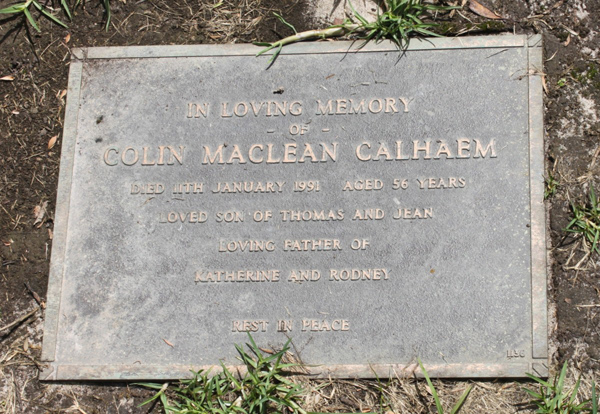 IN LOVING MEMORY
- OF -
COLIN MACLEAN CALHAEM
DIED 11TH JANUARY 1991 AGED 56 YEARS
LOVED SON OF THOMAS AND JEAN
LOVING FATHER OF
KATHERINE AND RODNEY
REST IN PEACE